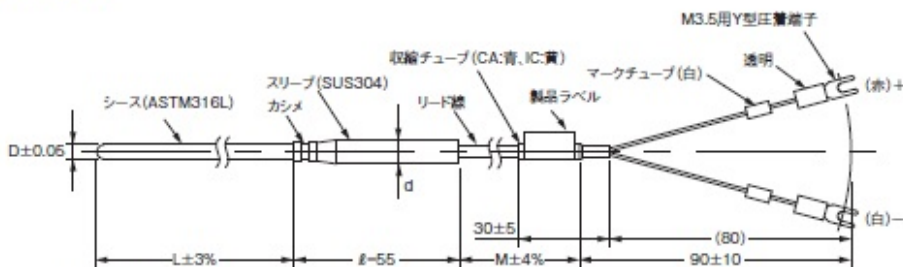 M3.5用Y型圧着端子
収縮チューブ(CA:青、IC:黄)
透明
マークチューブ(白)
スリーブ(SUS304)
(赤)+
シース(ASTM316L)
カシメ
リード線
製品ラベル
D±0.05
d
(白)−
30±5
(80)
L±3%
ℓ=55
M±4%
90±10